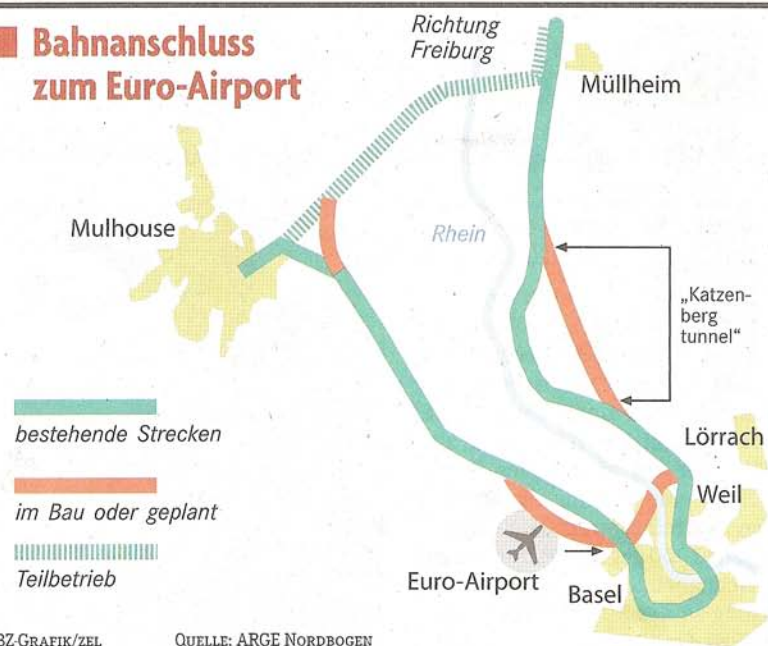 Bahnanschluss
zum Euro-Airport
Richtung
Freiburg
Müllheim
Mulhouse
Rhein
„Katzen-
berg
tunnel“
bestehende Strecken
Lörrach
im Bau oder geplant
Weil
Teilbetrieb
Euro-Airport
Basel
BZ-GRAFIK/ZEL
QUELLE: ARGE NORDBOGEN